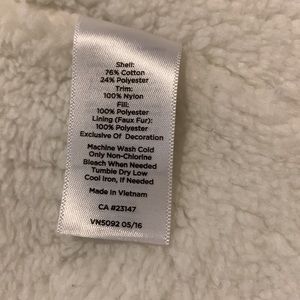 Shell:
76% Cotton
24% Polyester
Trim:
100% Nylon
Fill:
100% Polyester
Lining (Faux Fur):
100% Polyester
Exclusive Of Decoration
Machine Wash Cold
Only Non-Chlorine
Bleach When Needed
Tumble Dry Low
Cool Iron, If Needed
Made In Vietnam
CA #23147
VN5092 05/16